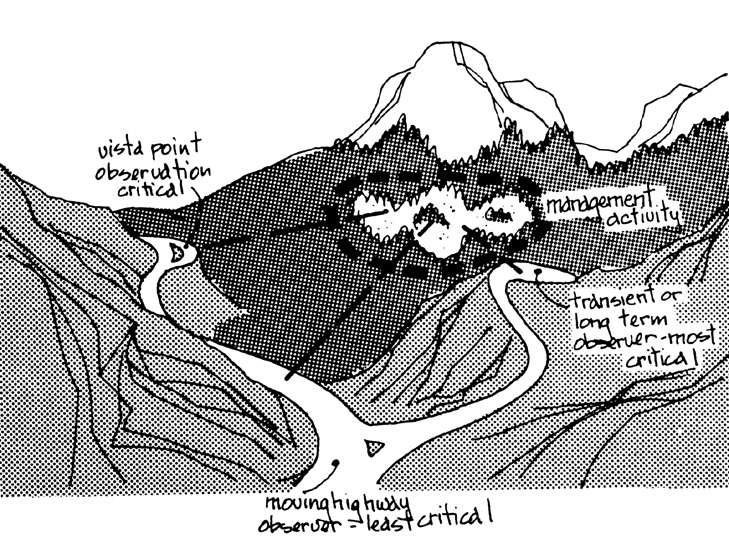 vista point
observation
critical
management
activity
transient or
long term
observer-most
critical
moving highway
observer = least critical